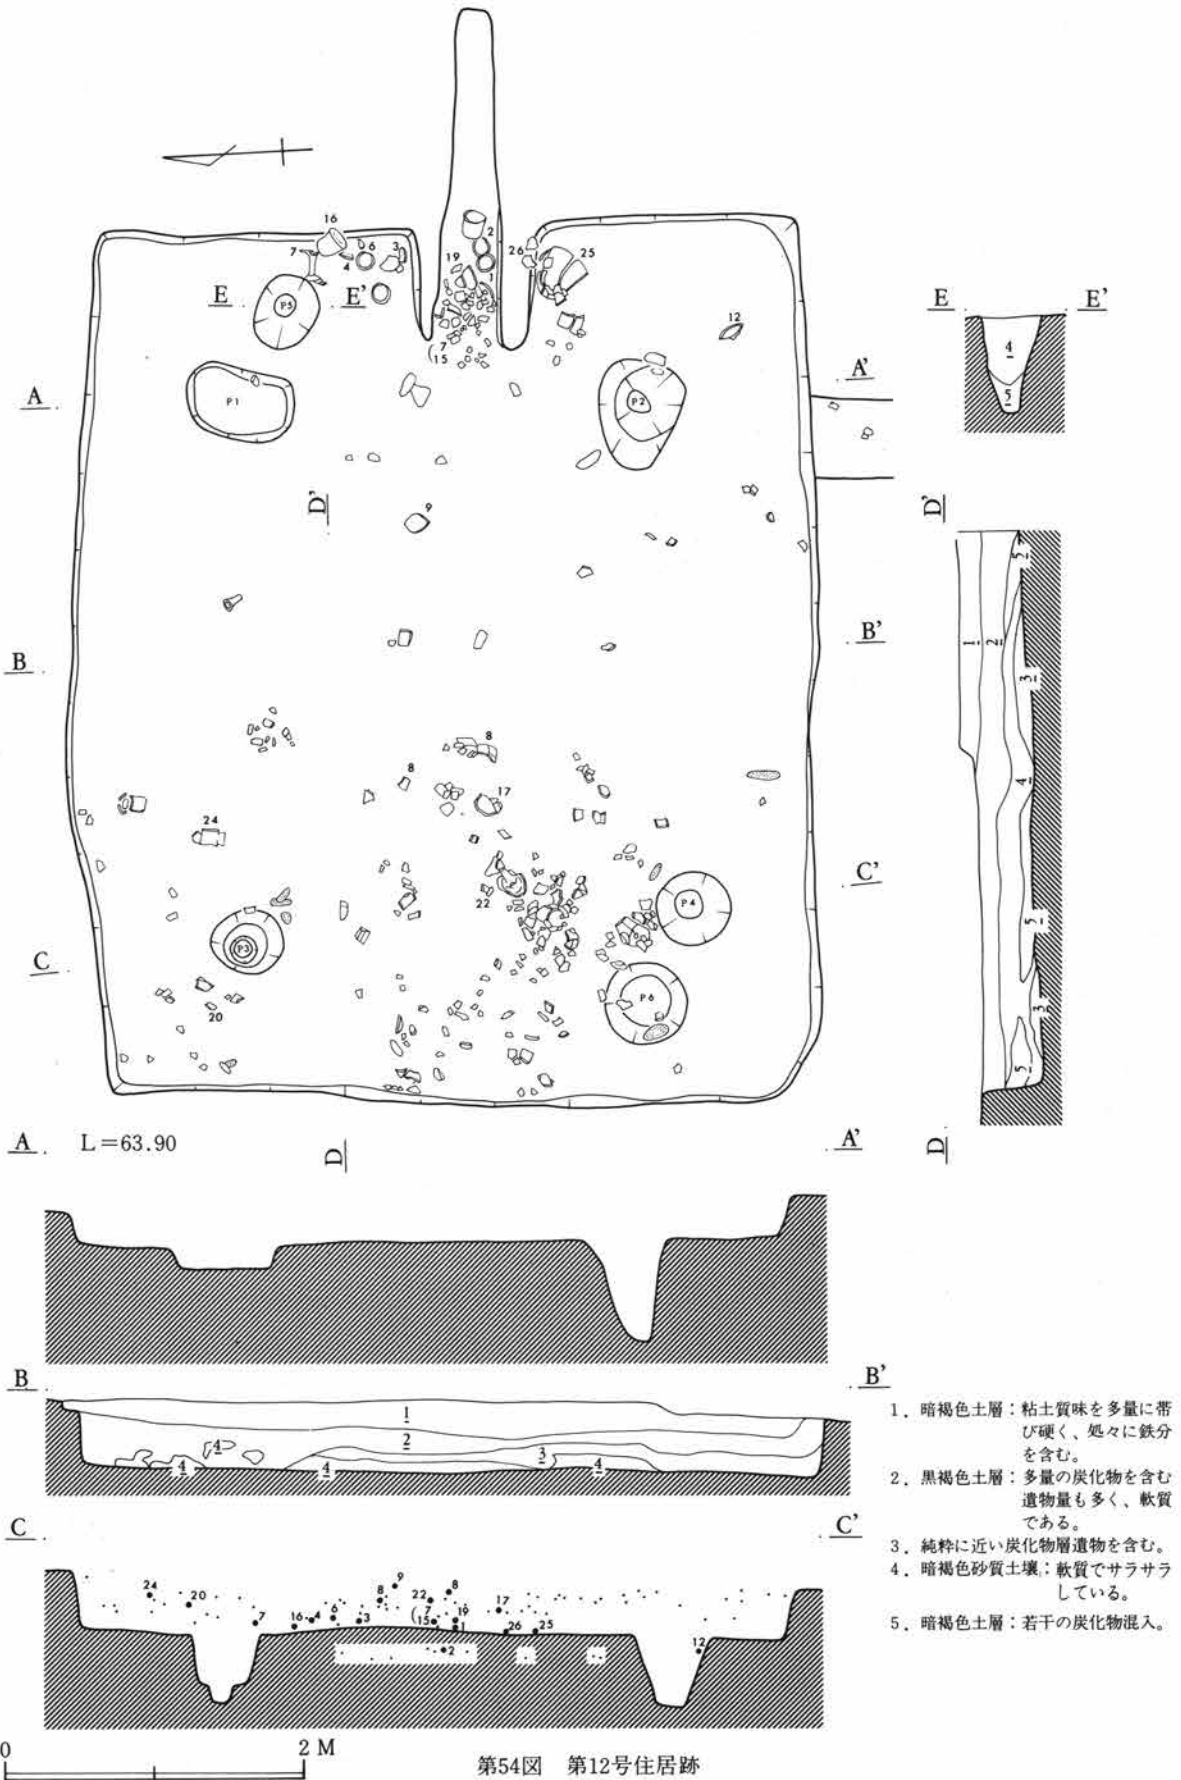 16
2
7
6
3
4
19
26
25
1
E
E'
P5
12
7
(15
E
E'
4
5
A'
P1
P2
A
D'
9
D'
5
1
2
B'
B
3
8
8
4
17
24
C'
22
P4
5
P3
C
P6
20
3
5
A
L=63.90
A'
D
D
B
B'
1
2
4
3
4
4
4
1. 暗褐色土層:粘土質味を多量に帯
び硬く、処々に鉄分
を含む。
2. 黒褐色土層:多量の炭化物を含む
遺物量も多く、軟質
である。
3. 純粋に近い炭化物層遺物を含む。
4. 暗褐色砂質土壌:軟質でサラサラ
している。
5. 暗褐色土層:若干の炭化物混入。
C
C'
24
20
7
16
4
6
3
8
9
22
7
(15
8
19
1
17
26
25
2
12
0
2 M
第54図 第12号住居跡